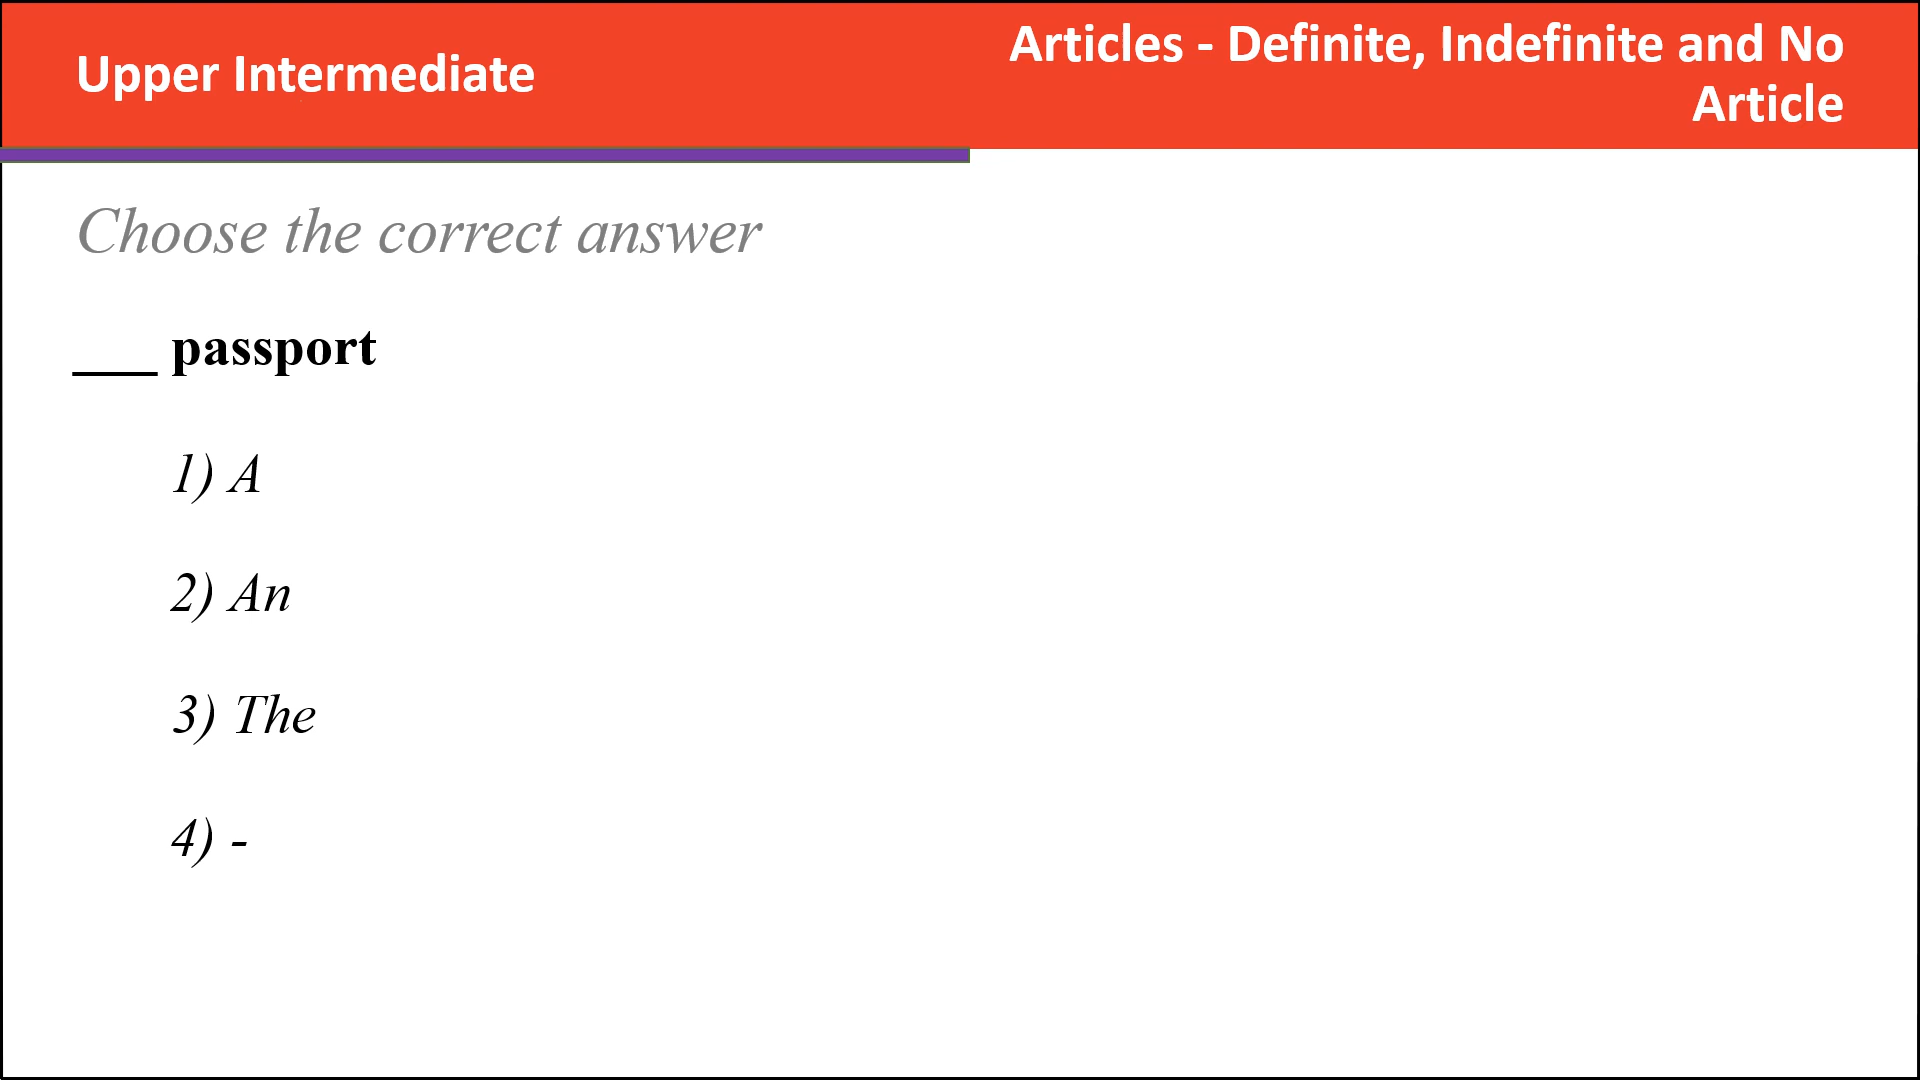 Upper Intermediate
Articles - Definite, Indefinite and No
Article
Choose the correct answer
___ passport
1) A
2) An
3) The
4) -